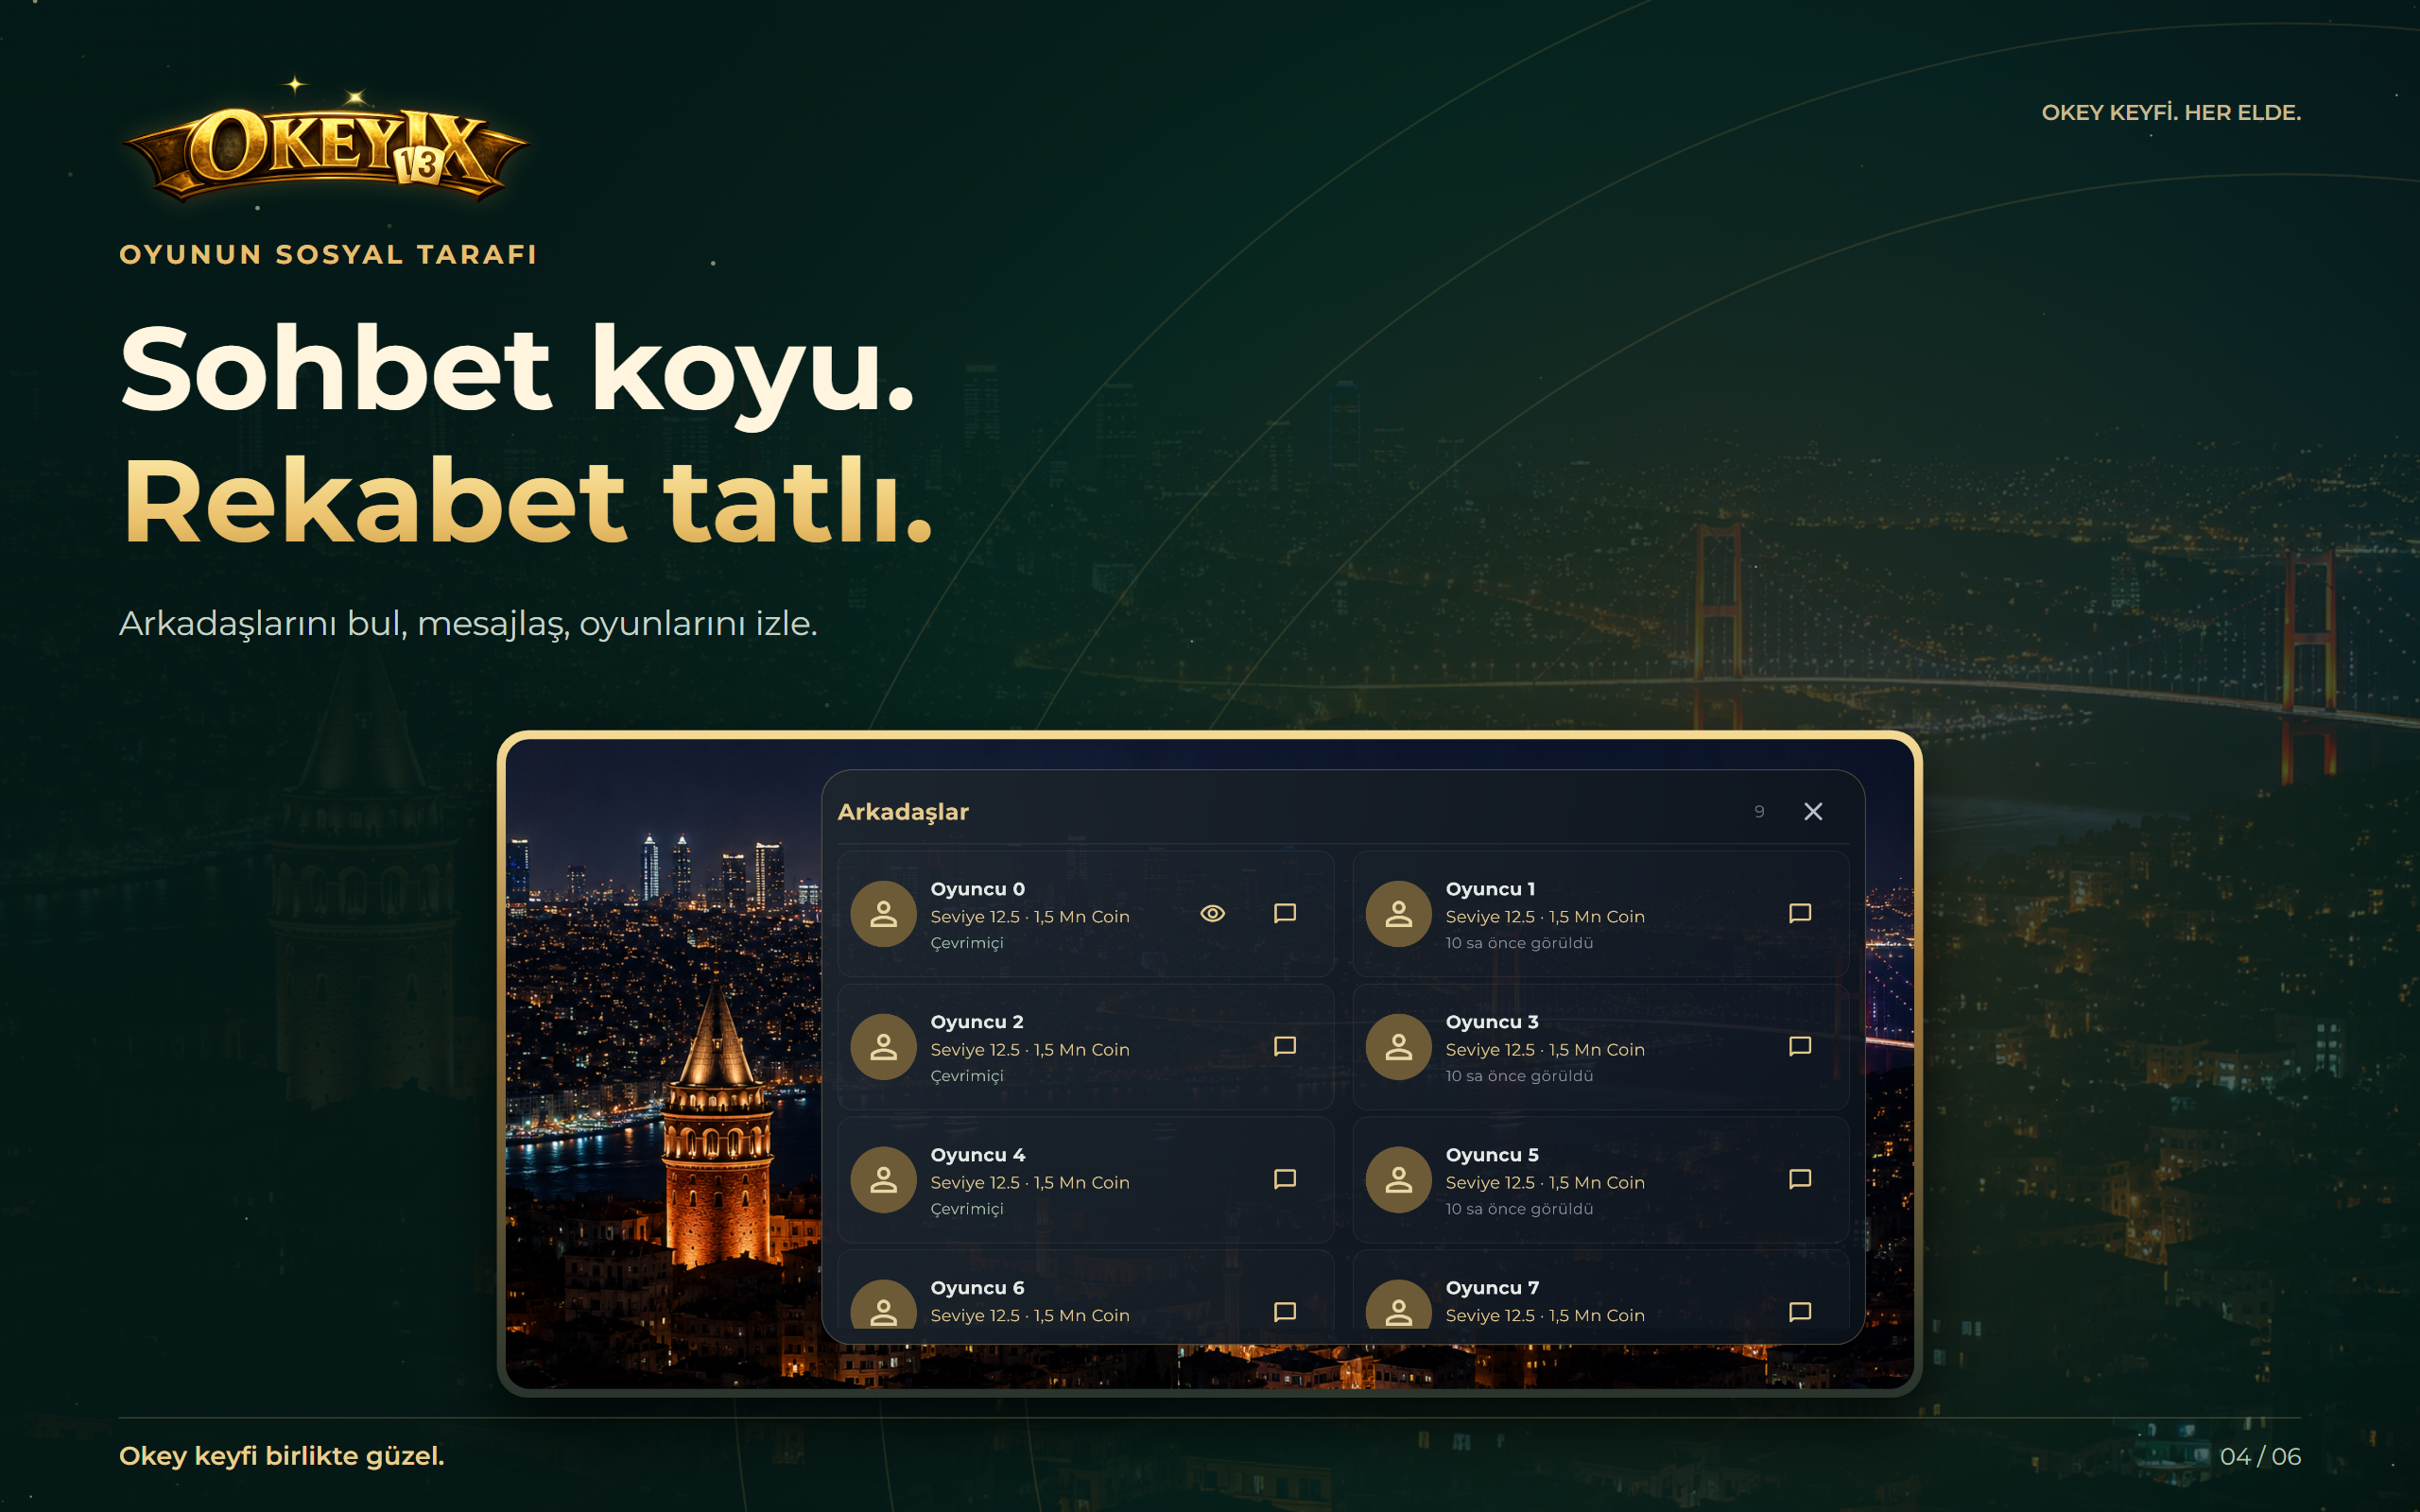 OKEYIX
13
OKEY KEYFİ. HER ELDE.
OYUNUN SOSYAL TARAFI
Sohbet koyu.
Rekabet tatlı.
Arkadaşlarını bul, mesajlaş, oyunlarını izle.
Arkadaşlar
9
Oyuncu 0
Seviye 12.5 · 1,5 Mn Coin
Çevrimiçi
Oyuncu 1
Seviye 12.5 · 1,5 Mn Coin
10 sa önce görüldü
Oyuncu 2
Seviye 12.5 · 1,5 Mn Coin
Çevrimiçi
Oyuncu 3
Seviye 12.5 · 1,5 Mn Coin
10 sa önce görüldü
Oyuncu 4
Seviye 12.5 · 1,5 Mn Coin
Çevrimiçi
Oyuncu 5
Seviye 12.5 · 1,5 Mn Coin
10 sa önce görüldü
Oyuncu 6
Seviye 12.5 · 1,5 Mn Coin
Oyuncu 7
Seviye 12.5 · 1,5 Mn Coin
Okey keyfi birlikte güzel.
04 / 06